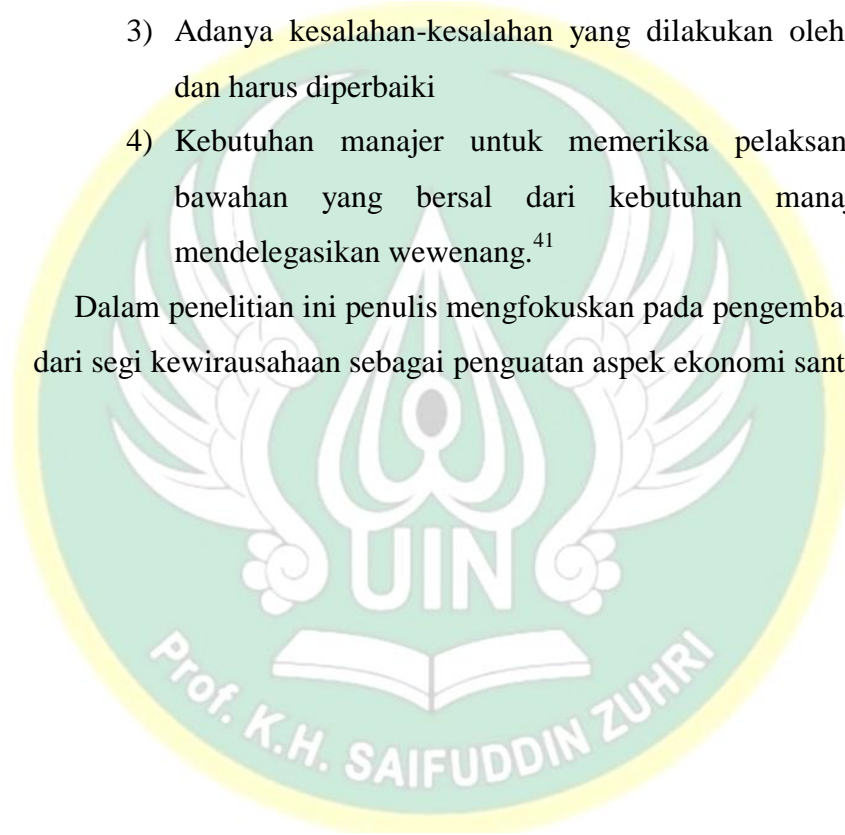 3) Adanya kesalahan-kesalahan yang dilakukan oleh
dan harus diperbaiki
4) Kebutuhan manajer untuk memeriksa pelaksan
bawahan yang bersal dari kebutuhan manaj
mendelegasikan wewenang.41
Dalam penelitian ini penulis mengfokuskan pada pengemba
dari segi kewirausahaan sebagai penguatan aspek ekonomi sant
UIN
Prof. K.H. SAIFUDDIN ZUHRI